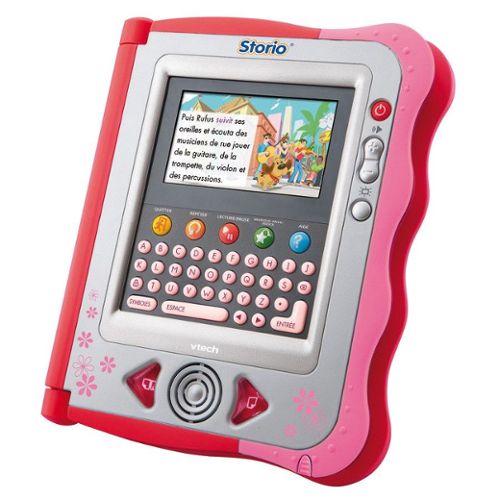 Storio®
Puis Rufus suivit ses
oreilles et écouta des
musiciens de rue jouer
de la guitare, de la
trompette, du violon et
des percussions.
QUITTER RÉPÉTER LECTURE/PAUSE AIDE
A B C D E F G H I
J K L M N O P Q R
S T U V W X Y Z
SYMBOLES ESPACE ENTRÉE
vtech